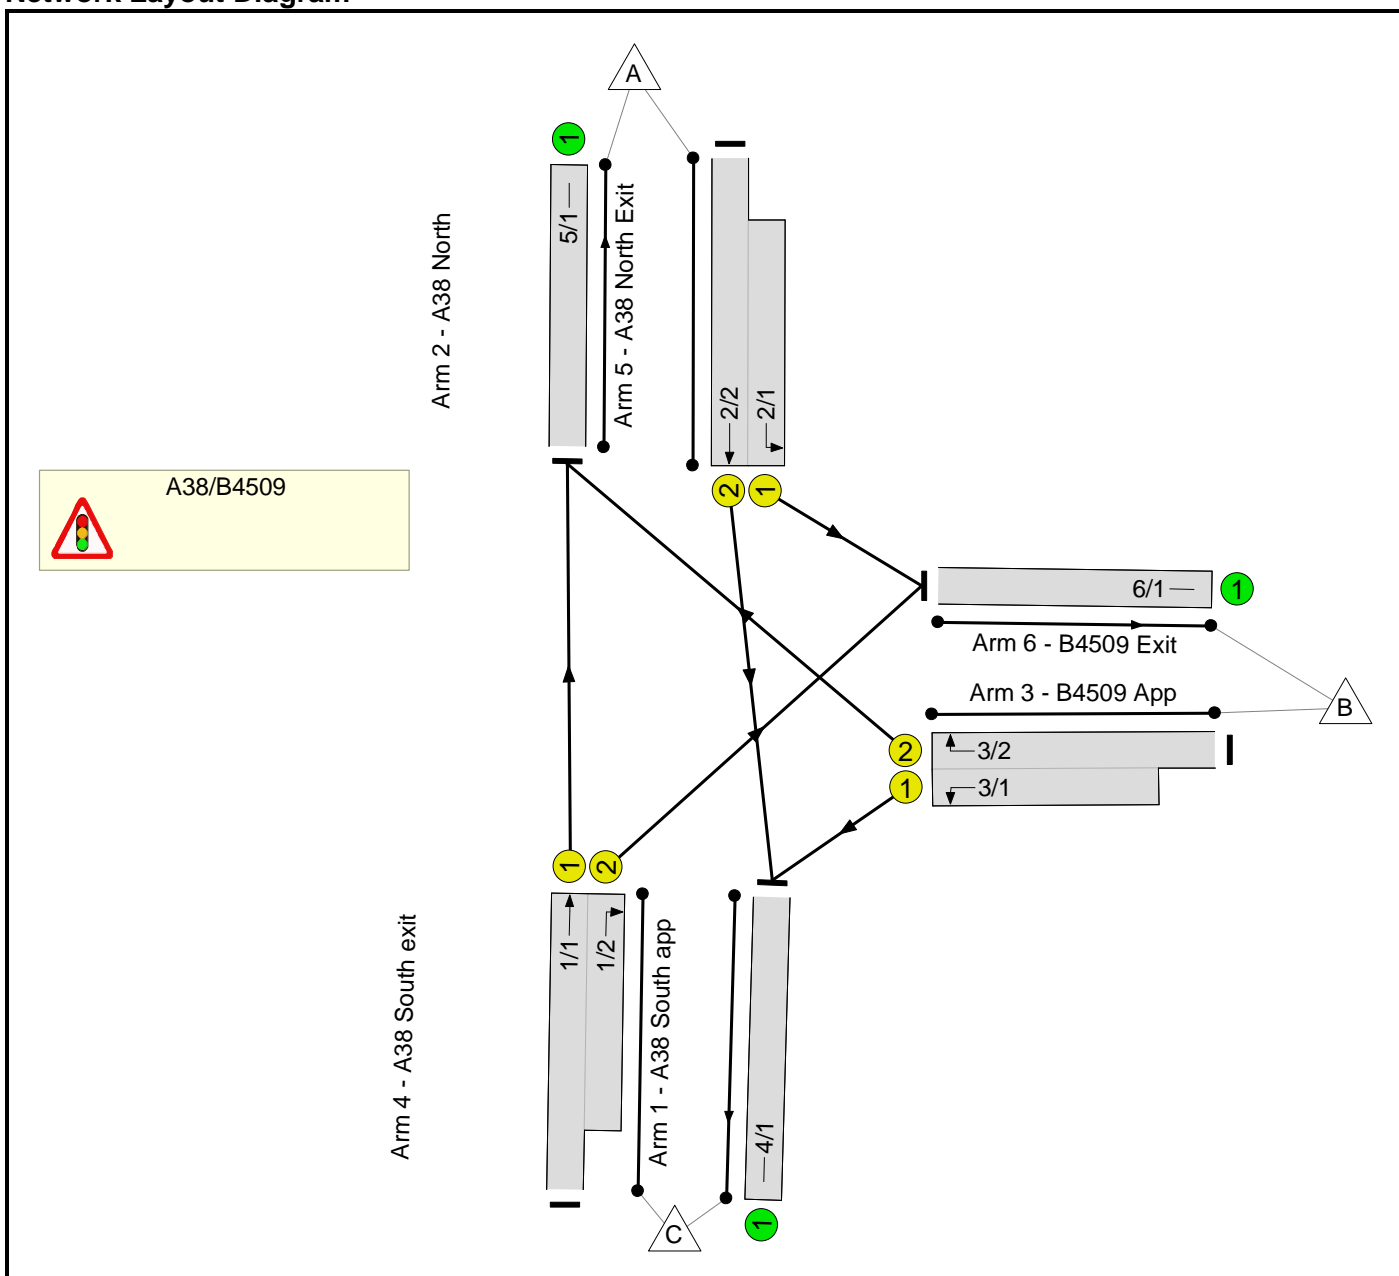 Network Layout Diagram
A
1
5/1
Arm 5 - A38 North Exit
Arm 2 - A38 North
2/2
2/1
2
1
A38/B4509
6/1
1
Arm 6 - B4509 Exit
Arm 3 - B4509 App
B
2
3/2
1
3/1
1
2
1/1
1/2
Arm 4 - A38 South exit
Arm 1 - A38 South app
4/1
1
C